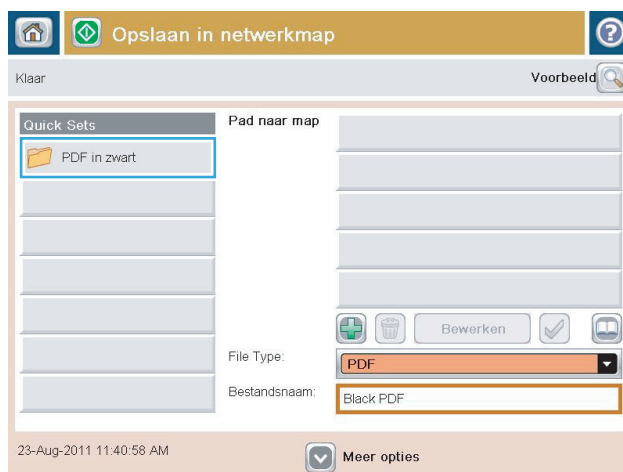 Opslaan in netwerkmap
Klaar
Voorbeeld
Quick Sets
PDF in zwart
Pad naar map
Bewerken
File Type:
PDF
Bestandsnaam:
Black PDF
23-Aug-2011 11:40:58 AM
Meer opties